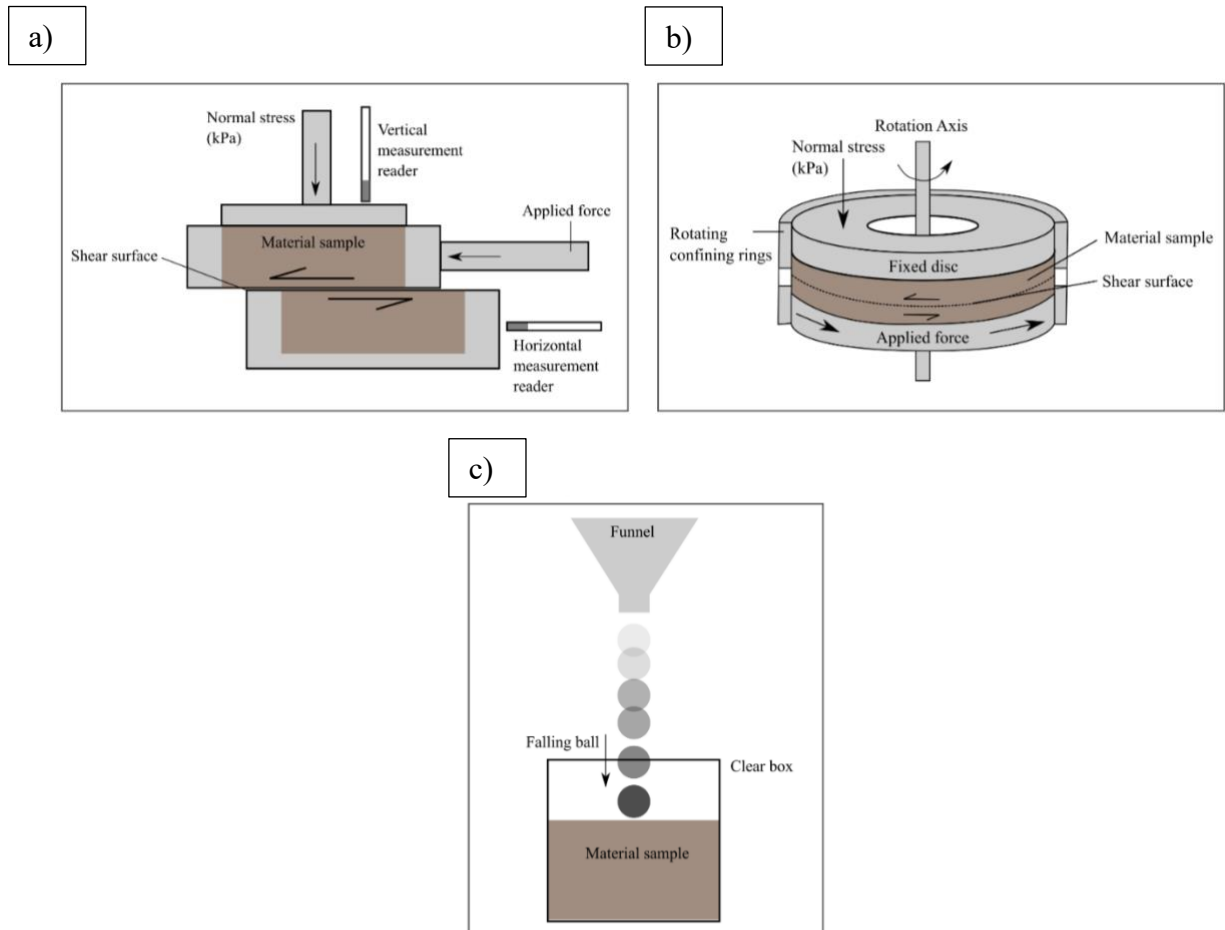 a)
Normal stress
(kPa)
Vertical
measurement
reader
Applied force
Material sample
Shear surface
Horizontal
measurement
reader
b)
Rotation Axis
Normal stress
(kPa)
Rotating
confining rings
Material sample
Fixed disc
Shear surface
Applied force
c)
Funnel
Falling ball
Clear box
Material sample